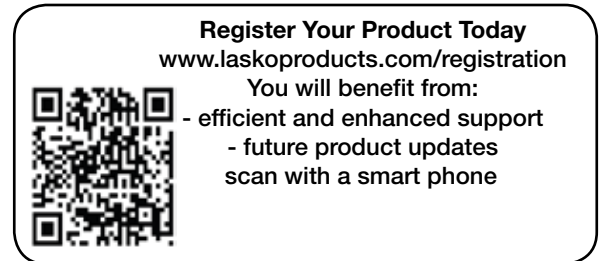 Register Your Product Today
www.laskoproducts.com/registration
You will benefit from:
- efficient and enhanced support
- future product updates
scan with a smart phone